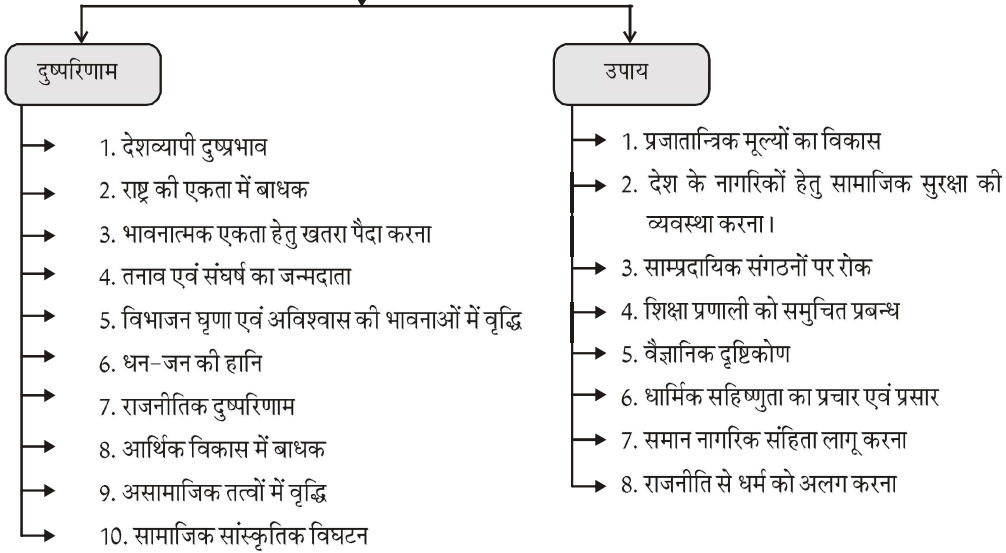 दुष्परिणाम
1. देशव्यापी दुष्प्रभाव
2. राष्ट्र की एकता में बाधक
3. भावनात्मक एकता हेतु खतरा पैदा करना
4. तनाव एवं संघर्ष का जन्मदाता
5. विभाजन घृणा एवं अविश्वास की भावनाओं में वृद्धि
6. धन-जन की हानि
7. राजनीतिक दुष्परिणाम
8. आर्थिक विकास में बाधक
9. असामाजिक तत्वों में वृद्धि
10. सामाजिक सांस्कृतिक विघटन
उपाय
1. प्रजातान्त्रिक मूल्यों का विकास
2. देश के नागरिकों हेतु सामाजिक सुरक्षा की
व्यवस्था करना।
3. साम्प्रदायिक संगठनों पर रोक
4. शिक्षा प्रणाली को समुचित प्रबन्ध
5. वैज्ञानिक दृष्टिकोण
6. धार्मिक सहिष्णुता का प्रचार एवं प्रसार
7. समान नागरिक संहिता लागू करना
8. राजनीति से धर्म को अलग करना